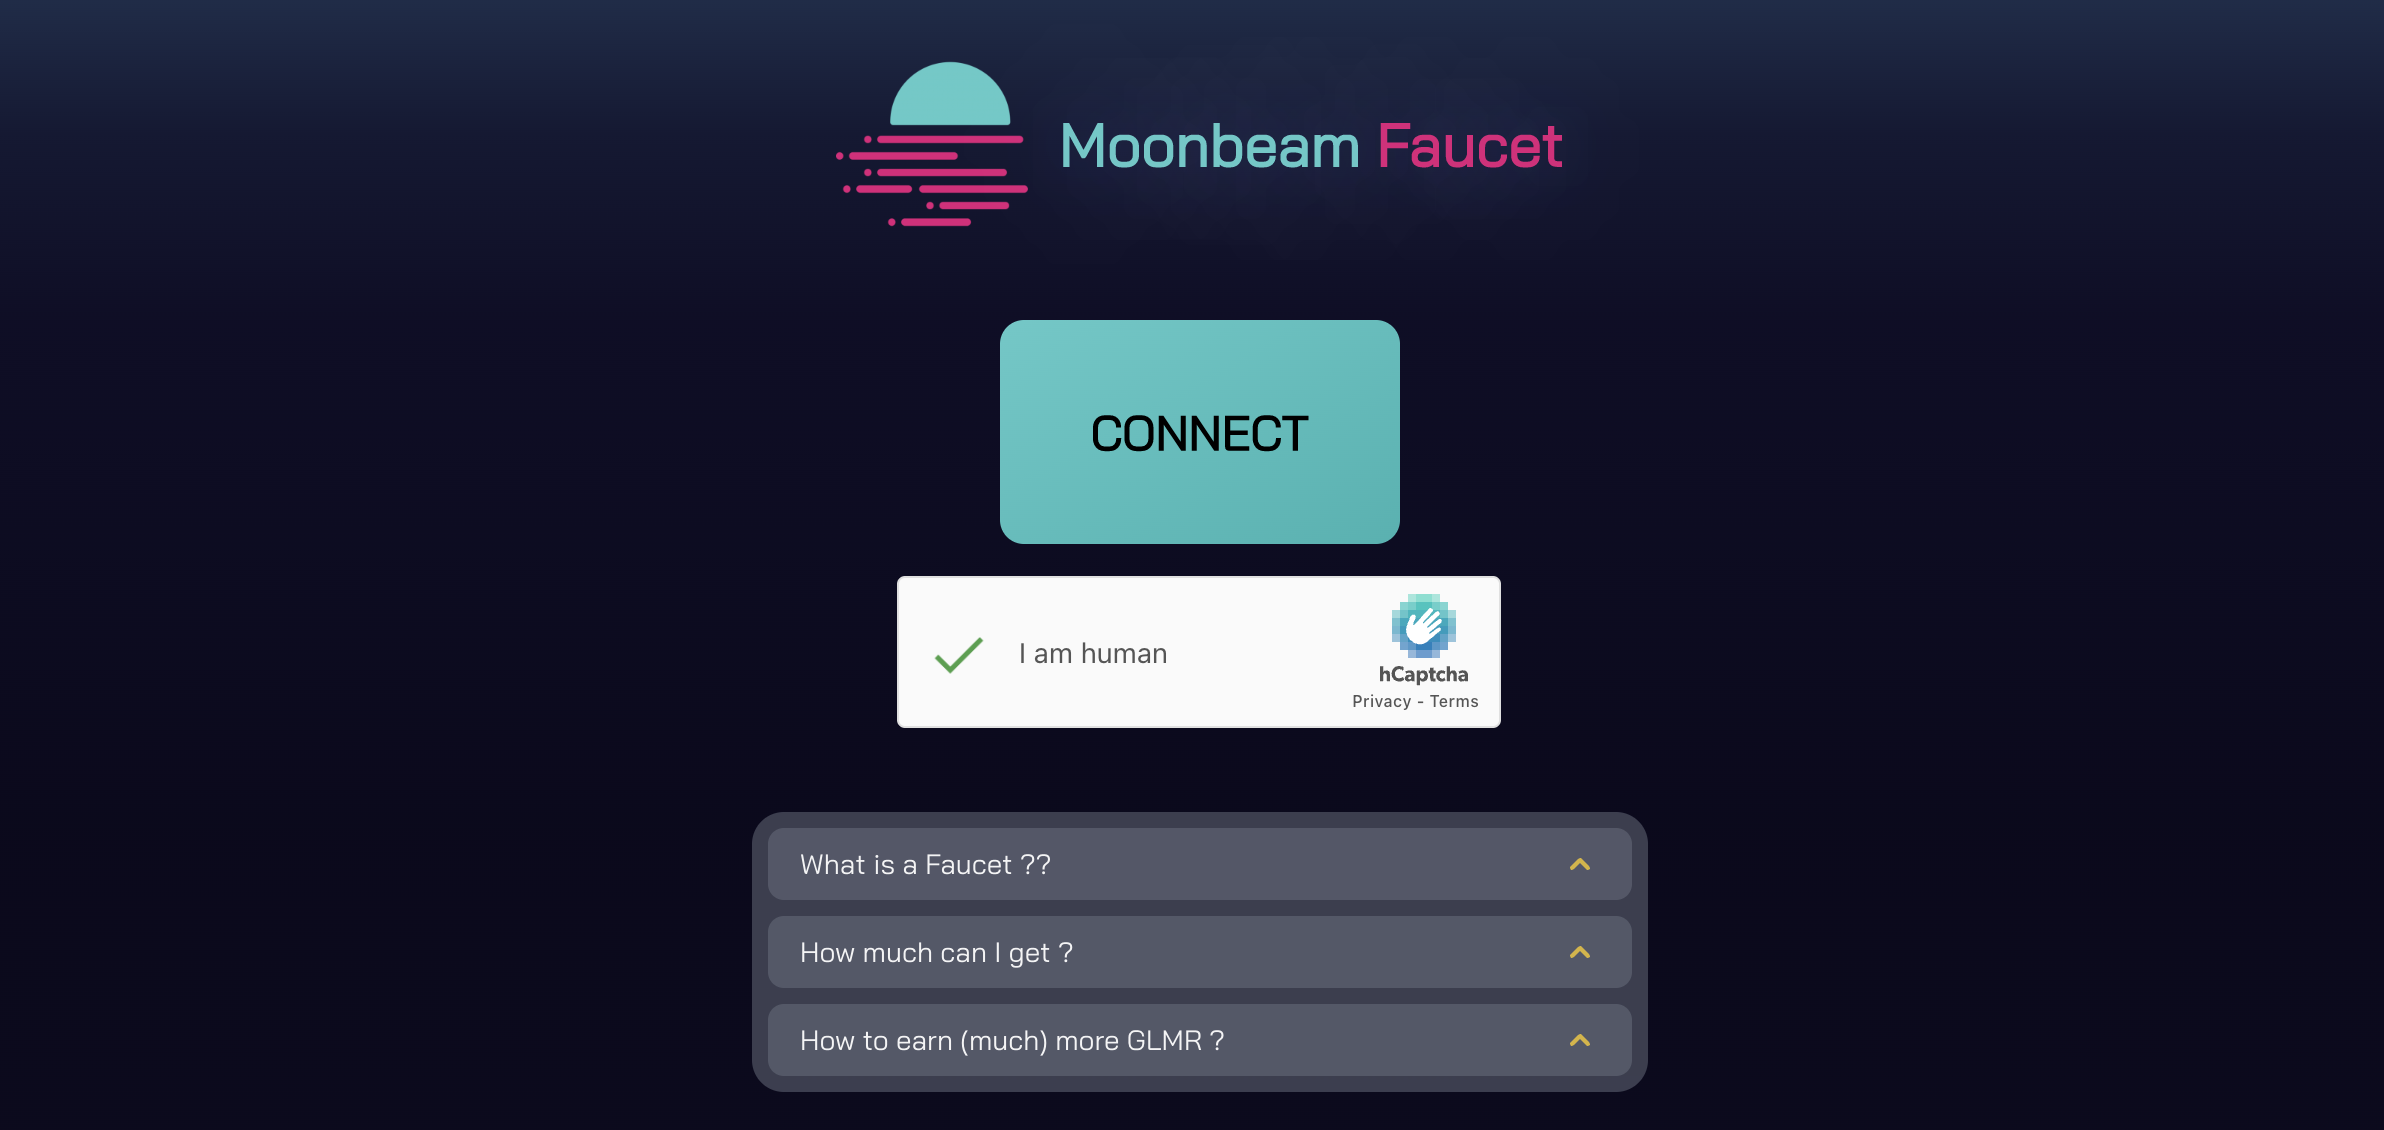 Moonbeam Faucet
CONNECT
I am human
hCaptcha
Privacy - Terms
What is a Faucet ??
How much can I get ?
How to earn (much) more GLMR ?